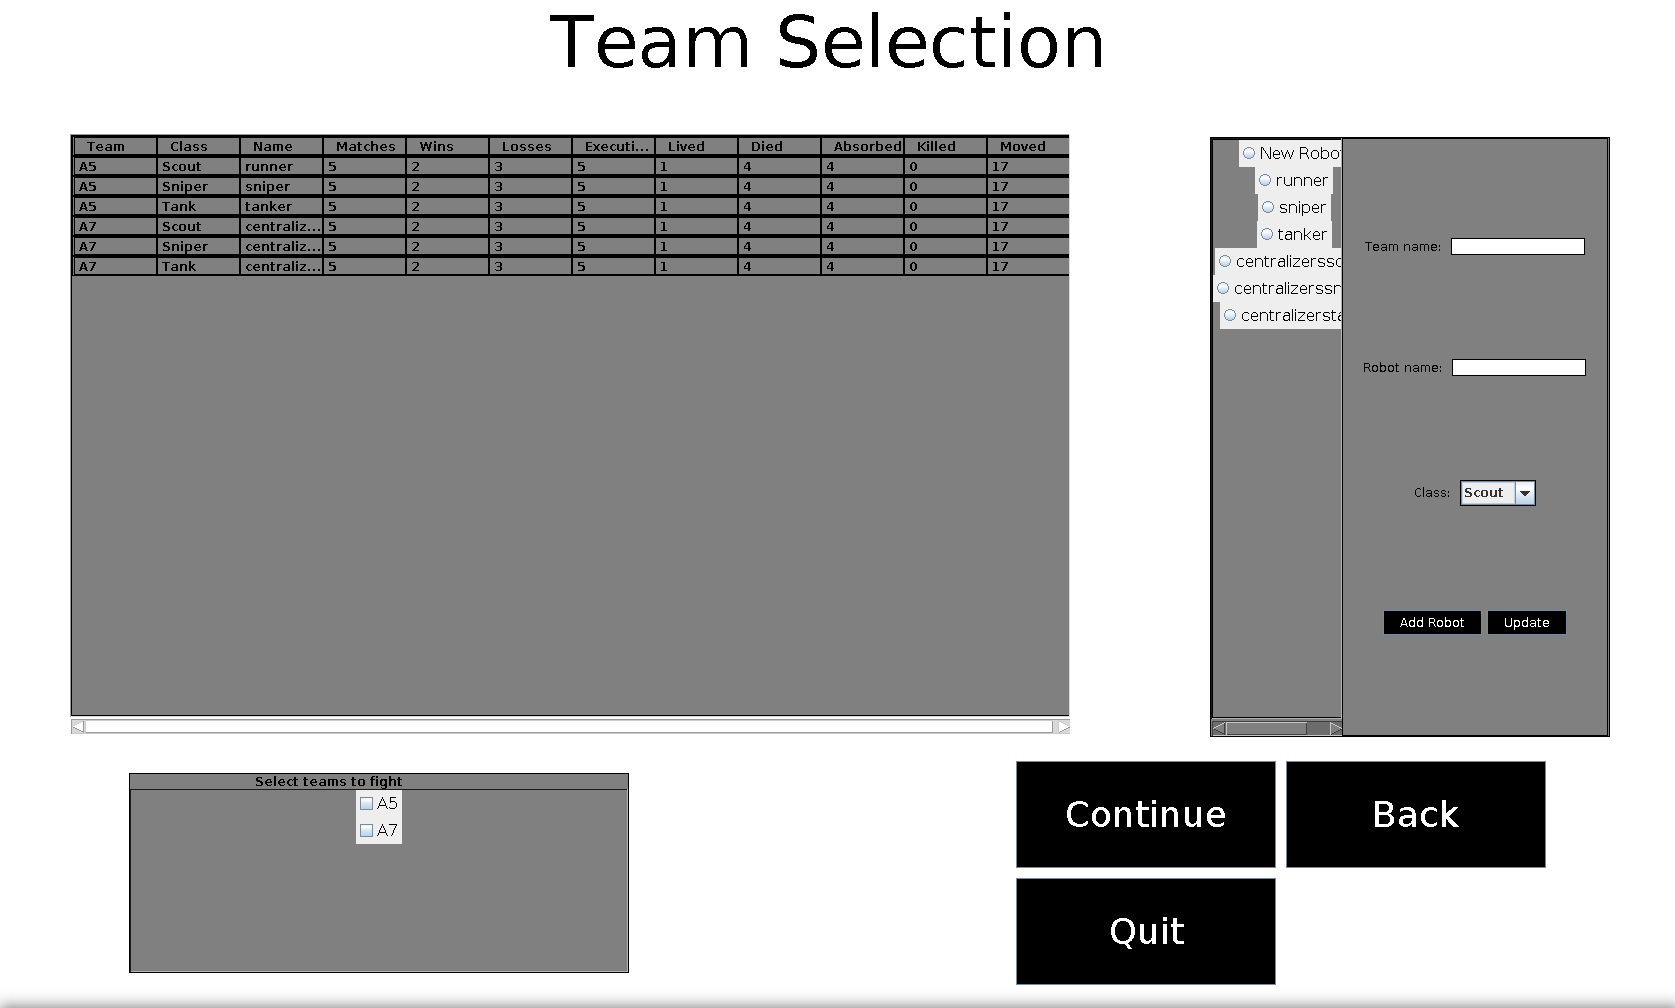 Team Selection
Team Class Name Matches Wins Losses Executi... Lived Died Absorbed Killed Moved
A5 Scout runner 5 2 3 5 1 4 4 0 17
A5 Sniper sniper 5 2 3 5 1 4 4 0 17
A5 Tank tanker 5 2 3 5 1 4 4 0 17
A7 Scout centraliz... 5 2 3 5 1 4 4 0 17
A7 Sniper centraliz... 5 2 3 5 1 4 4 0 17
A7 Tank centraliz... 5 2 3 5 1 4 4 0 17
New Robo
runner
sniper
tanker
centralizerssc
centralizerssn
centralizersta
Team name:
Robot name:
Class: Scout
Add Robot Update
Select teams to fight
A5
A7
Continue Back
Quit